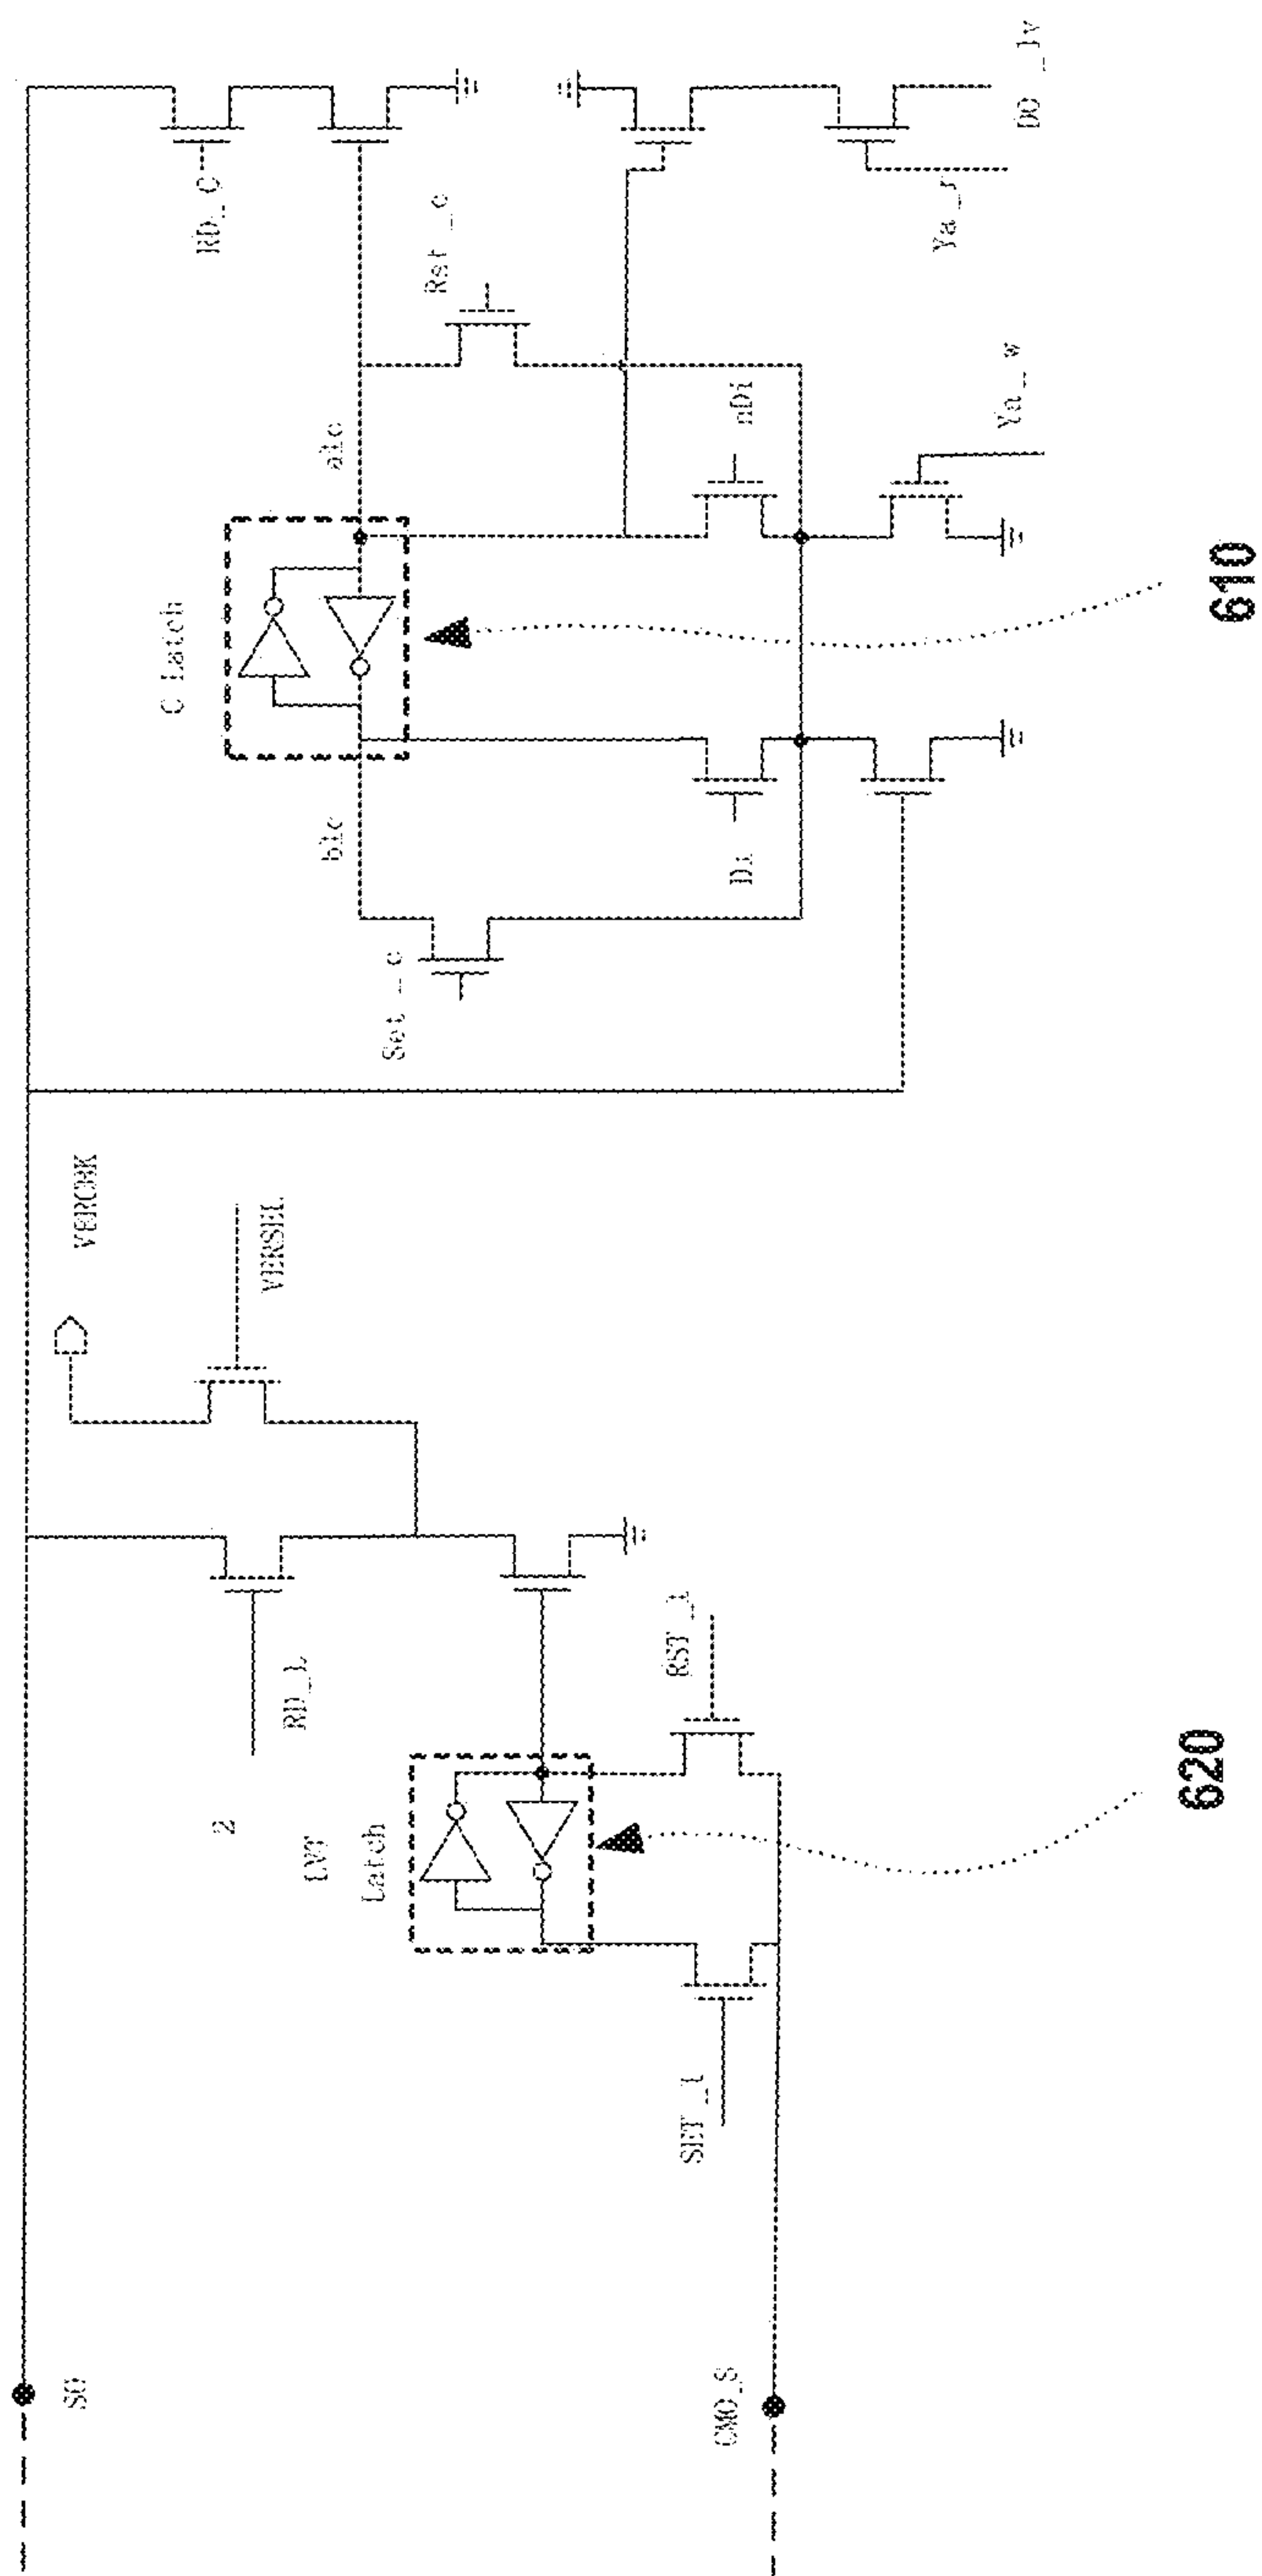 SO
CMO_S
SET_l
RST_l
LVT
Latch
2
RD_L
VERSEL
VERCHK
Set_c
blc
C Latch
alc
Di
nDi
Rst_c
RD_C
Ya_w
Ya_r
DO_lv
620
610